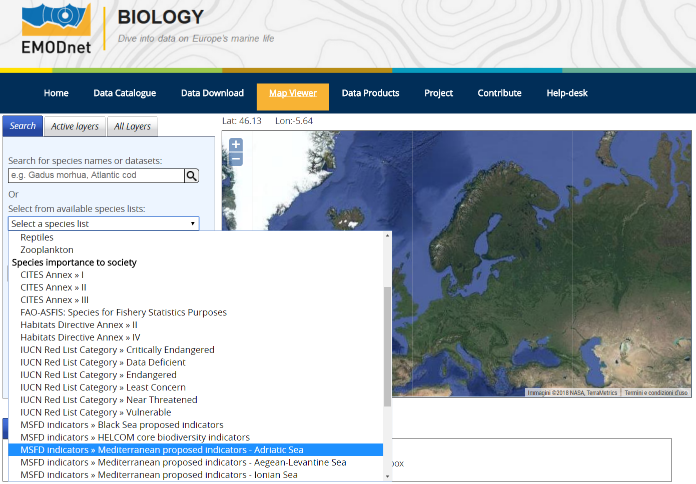 EMODnet
BIOLOGY
Dive into data on Europe's marine life
Home Data Catalogue Data Download Map Viewer Data Products Project Contribute Help-desk
Search Active layers All Layers
Lat: 46.13 Lon:-5.64
Search for species names or datasets:
e.g. Gadus morhua, Atlantic cod
Or
Select from available species lists:
Select a species list
Reptiles
Zooplankton
Species importance to society
CITES Annex » I
CITES Annex » II
CITES Annex » III
FAO-ASFIS: Species for Fishery Statistics Purposes
Habitats Directive Annex » II
Habitats Directive Annex » IV
IUCN Red List Category » Critically Endangered
IUCN Red List Category » Data Deficient
IUCN Red List Category » Endangered
IUCN Red List Category » Least Concern
IUCN Red List Category » Near Threatened
IUCN Red List Category » Vulnerable
MSFD indicators » Black Sea proposed indicators
MSFD indicators » HELCOM core biodiversity indicators
MSFD indicators » Mediterranean proposed indicators - Adriatic Sea
MSFD indicators » Mediterranean proposed indicators - Aegean-Levantine Sea
MSFD indicators » Mediterranean proposed indicators - Ionian Sea
+
−
Immagini ©2018 NASA, TerraMetrics Termini e condizioni d'uso
box